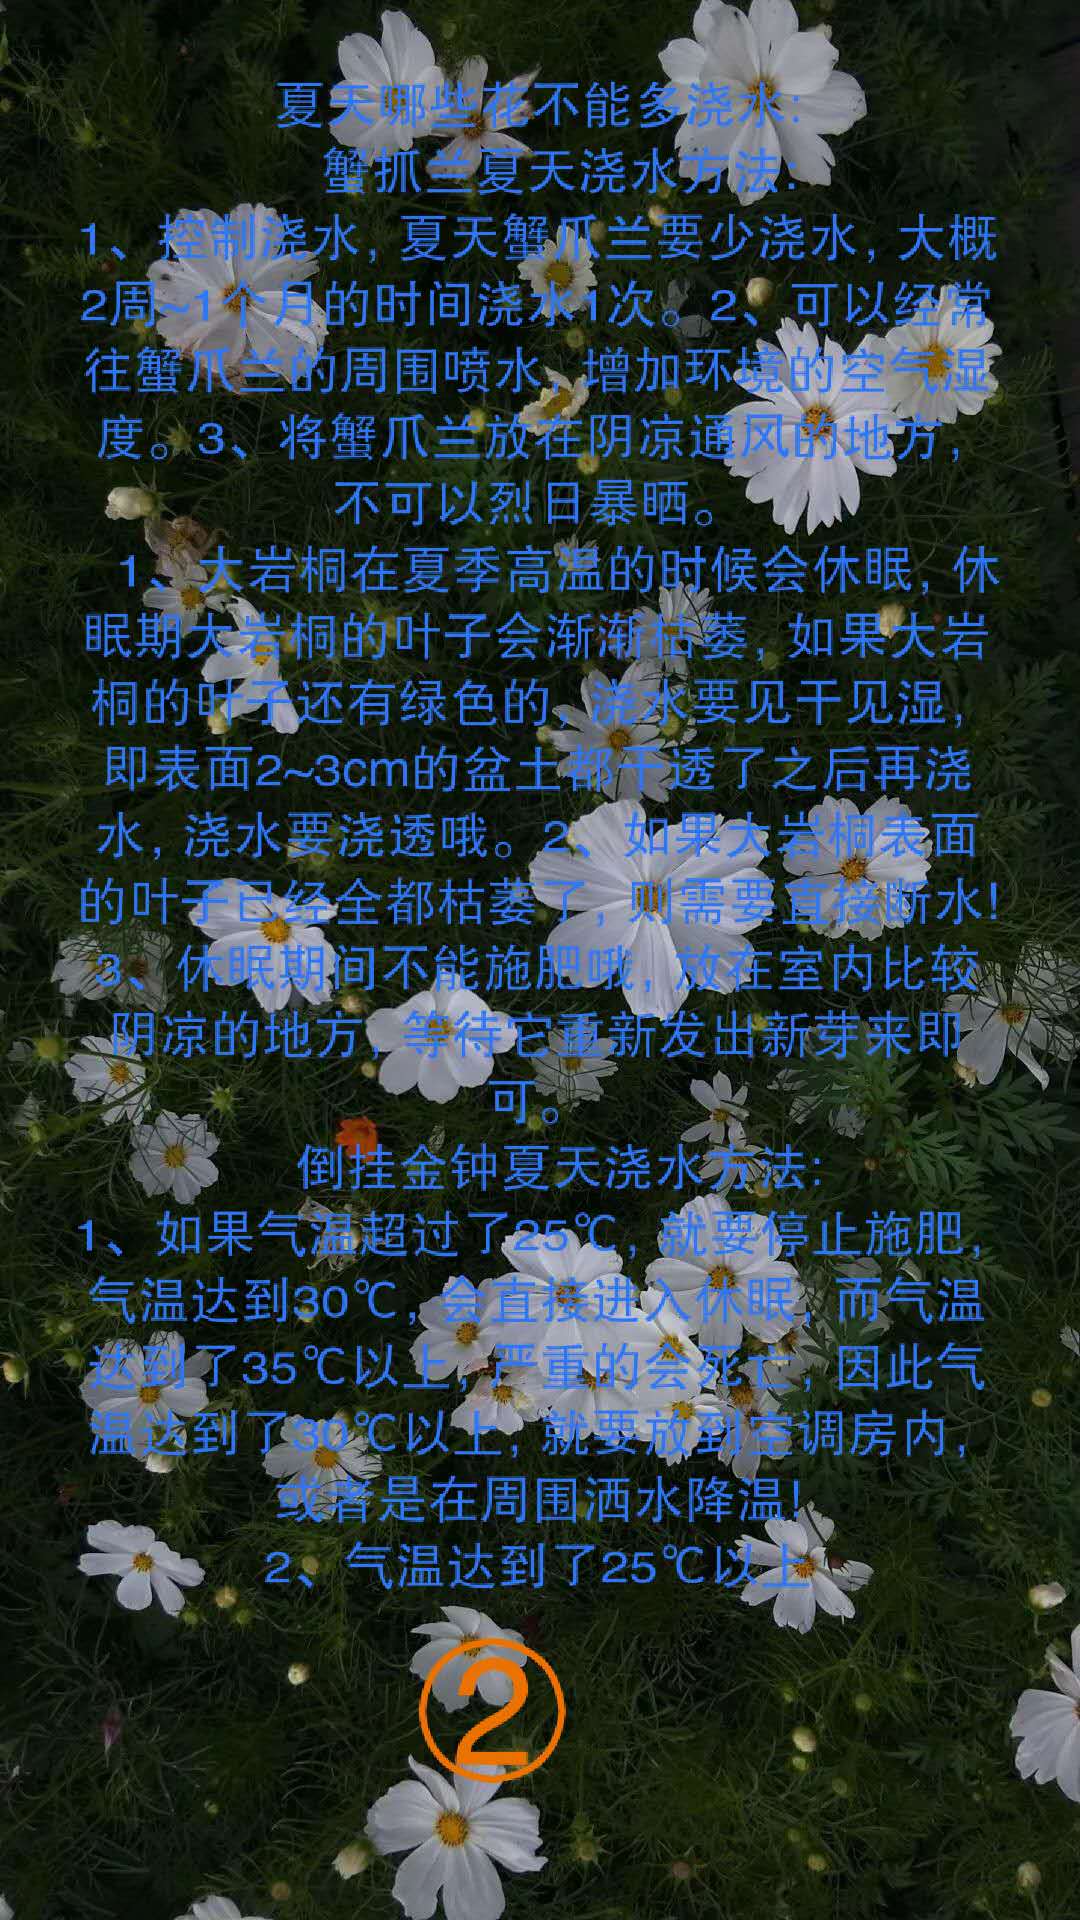 夏天哪些花不能多浇水:
蟹抓兰夏天浇水方法:
1、控制浇水, 夏天蟹爪兰要少浇水, 大概
2周~1个月的时间浇水1次。2、可以经常
往蟹爪兰的周围喷水, 增加环境的空气湿
度。3、将蟹爪兰放在阴凉通风的地方,
不可以烈日暴晒。
1、大岩桐在夏季高温的时候会休眠, 休
眠期大岩桐的叶子会渐渐枯萎, 如果大岩
桐的叶子还有绿色的, 浇水要见干见湿,
即表面2~3cm的盆土都干透了之后再浇
水, 浇水要浇透哦。2、如果大岩桐表面
的叶子已经全都枯萎了, 则需要直接断水!
3、休眠期间不能施肥哦, 放在室内比较
阴凉的地方, 等待它重新发出新芽来即
可。
倒挂金钟夏天浇水方法:
1、如果气温超过了25℃, 就要停止施肥,
气温达到30℃, 会直接进入休眠, 而气温
达到了35℃以上, 严重的会死亡, 因此气
温达到了30℃以上, 就要放到空调房内,
或者是在周围洒水降温!
2、气温达到了25℃以上
②